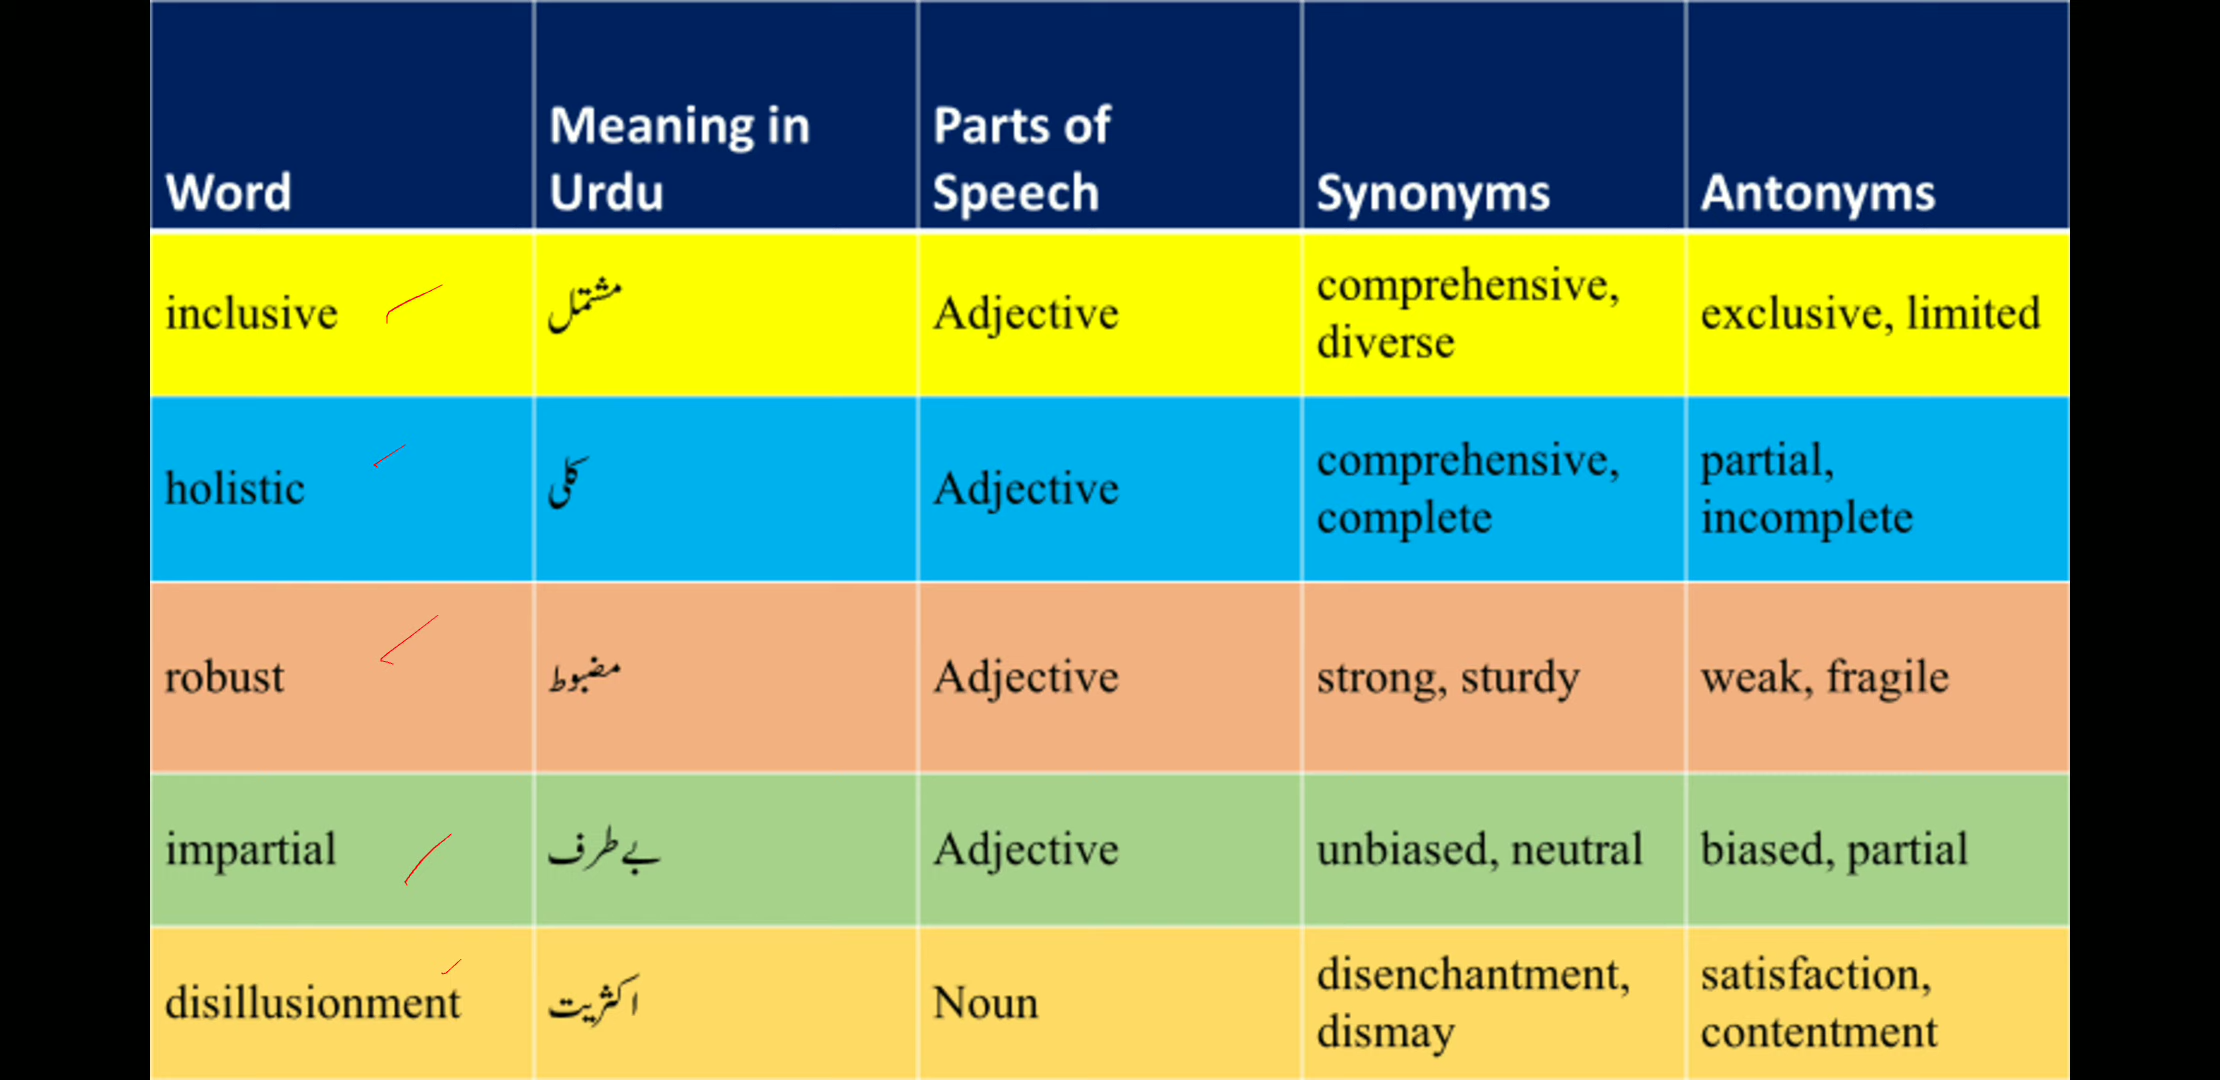 Word
Meaning in
Urdu
Parts of
Speech
Synonyms
Antonyms
inclusive
مشتمل
Adjective
comprehensive,
diverse
exclusive, limited
holistic
کلی
Adjective
comprehensive,
complete
partial,
incomplete
robust
مضبوط
Adjective
strong, sturdy
weak, fragile
impartial
بے طرف
Adjective
unbiased, neutral
biased, partial
disillusionment
اکثریت
Noun
disenchantment,
dismay
satisfaction,
contentment